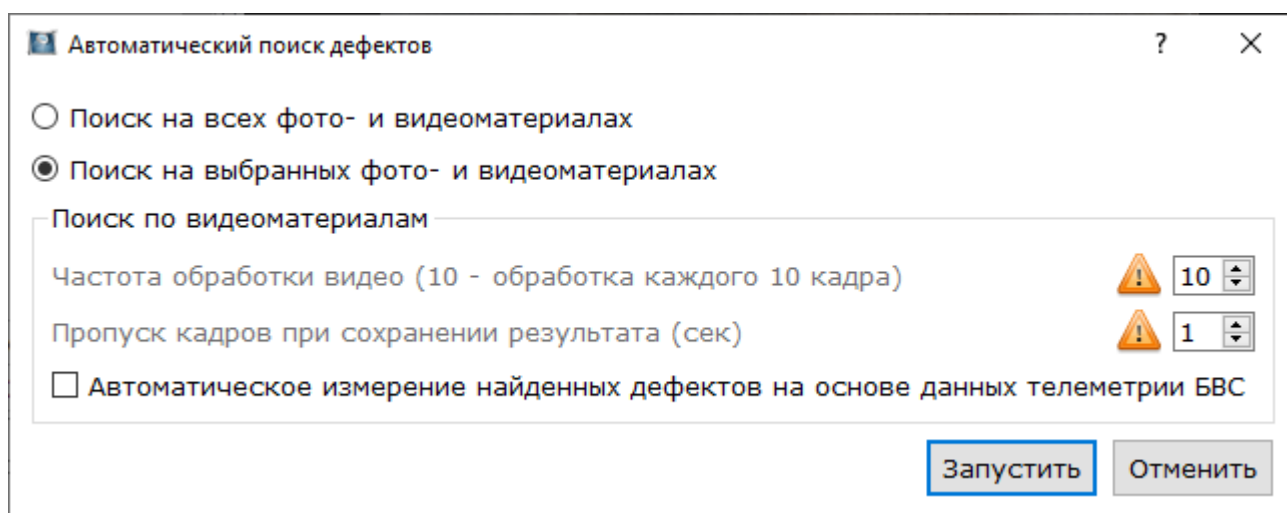 Автоматический поиск дефектов ?
Поиск на всех фото- и видеоматериалах
Поиск на выбранных фото- и видеоматериалах
Поиск по видеоматериалам
Частота обработки видео (10 - обработка каждого 10 кадра) 10
Пропуск кадров при сохранении результата (сек) 1
Автоматическое измерение найденных дефектов на основе данных телеметрии БВС
Запустить Отменить